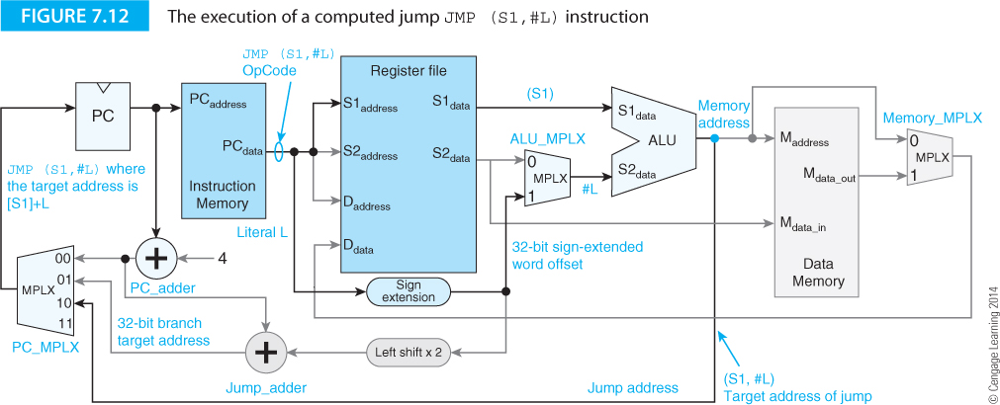 FIGURE 7.12
The execution of a computed jump JMP (S1,#L) instruction
JMP (S1,#L)
OpCode
PC
PCaddress
PCdata
Instruction
Memory
Register file
S1address
S2address
Daddress
Ddata
S1data
S2data
(S1)
ALU_MPLX
0
MPLX
1
#L
S1data
ALU
S2data
Memory
address
Maddress
Mdata_out
Mdata_in
Data
Memory
Memory_MPLX
0
MPLX
1
JMP (S1,#L) where
the target address is
[S1]+L
Literal L
32-bit sign-extended
word offset
4
+
PC_adder
00
01
MPLX
10
11
PC_MPLX
32-bit branch
target address
Sign
extension
+
Jump_adder
Left shift x 2
Jump address
(S1, #L)
Target address of jump
© Cengage Learning 2014